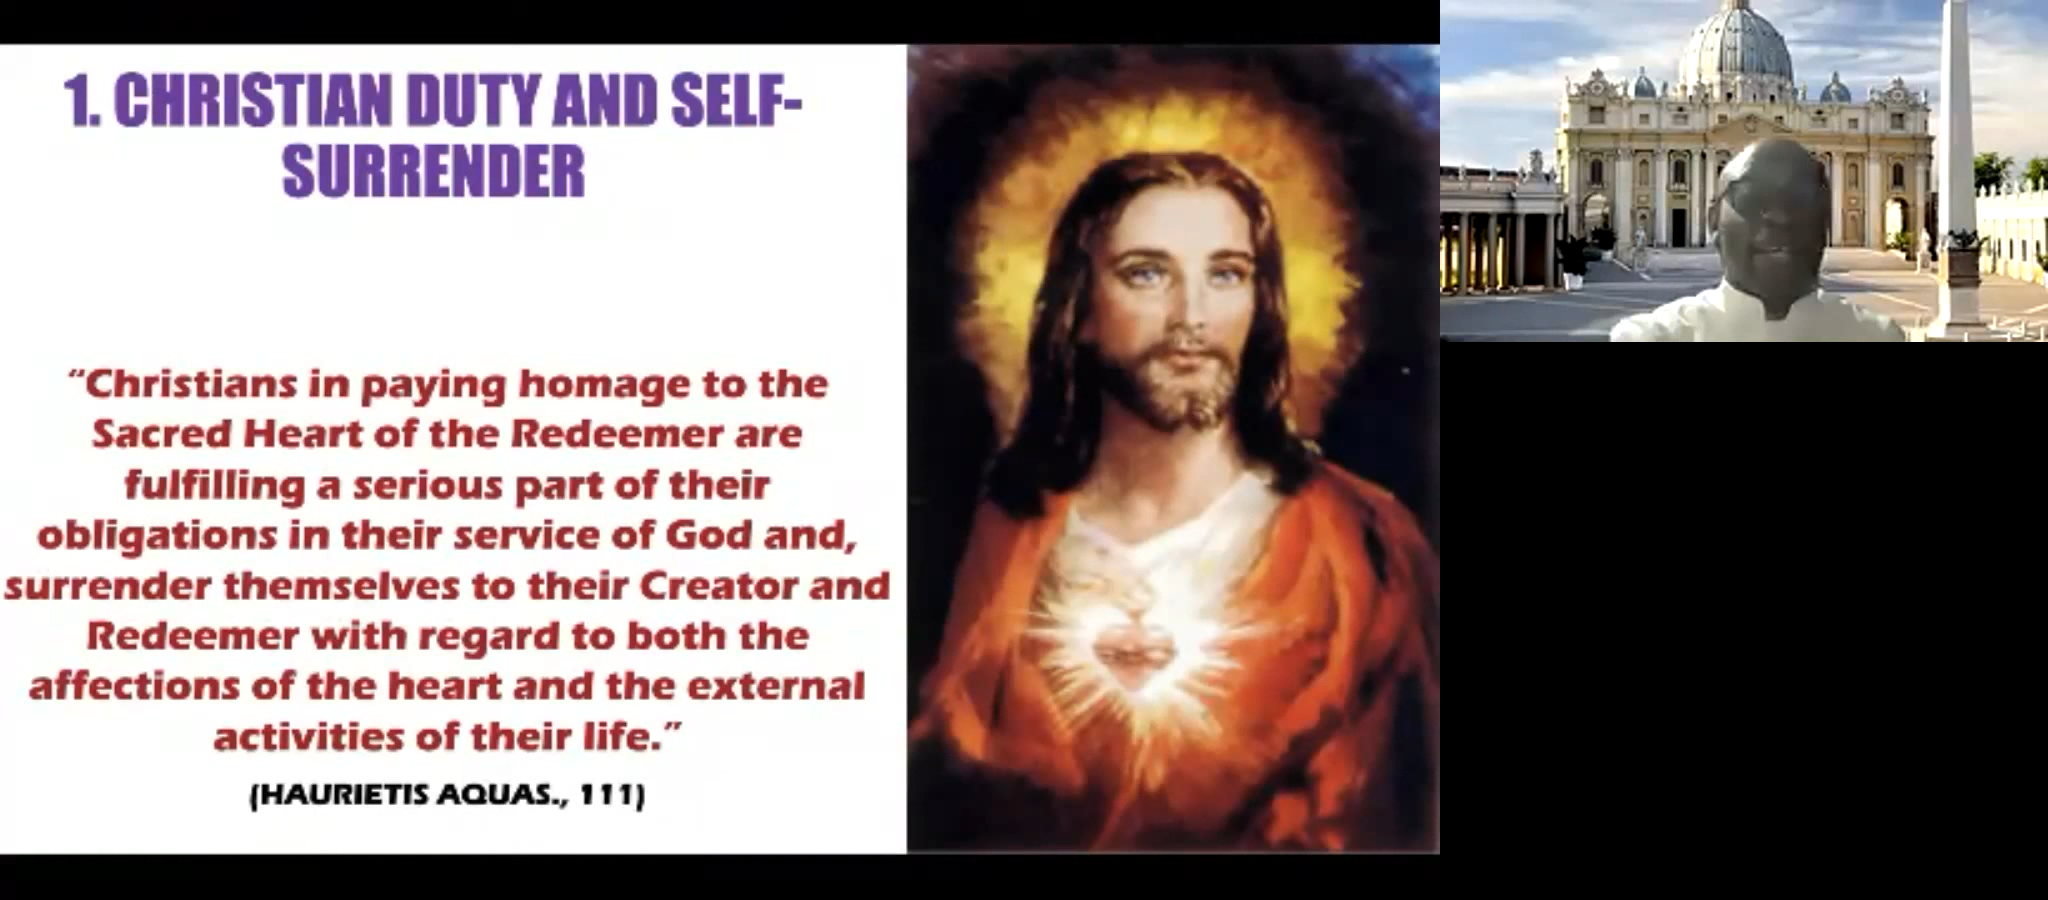 1. CHRISTIAN DUTY AND SELF-
SURRENDER
“Christians in paying homage to the
Sacred Heart of the Redeemer are
fulfilling a serious part of their
obligations in their service of God and,
surrender themselves to their Creator and
Redeemer with regard to both the
affections of the heart and the external
activities of their life.”
(HAURIETIS AQUAS., 111)